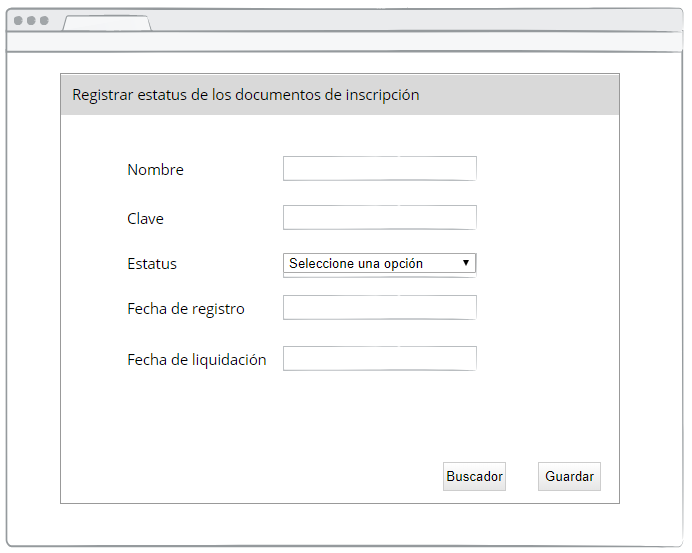 Registrar estatus de los documentos de inscripción
Nombre
Clave
Estatus Seleccione una opción
Fecha de registro
Fecha de liquidación
Buscador Guardar